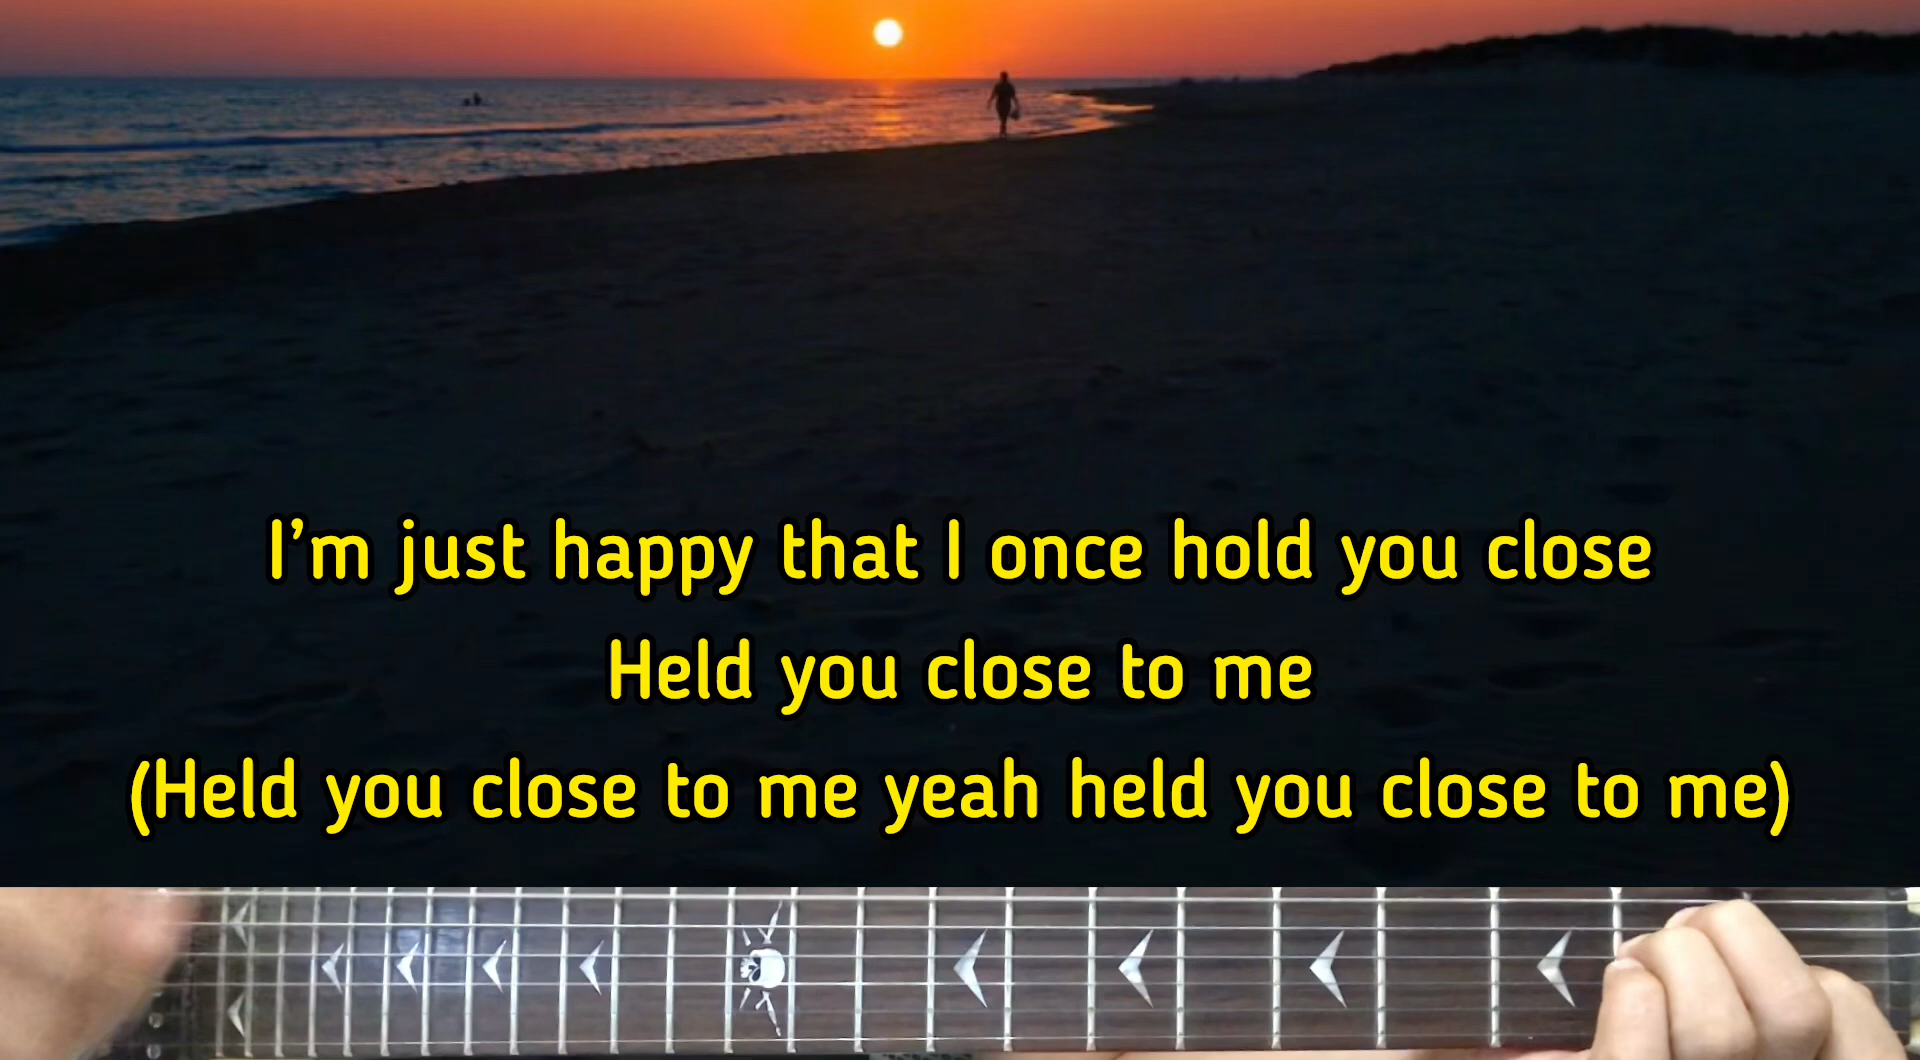 I’m just happy that I once hold you close
Held you close to me
(Held you close to me yeah held you close to me)